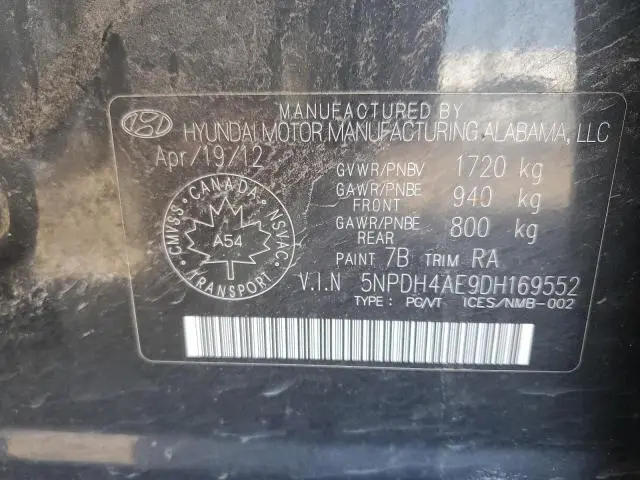 MANUFACTURED BY
HYUNDAI MOTOR MANUFACTURING ALABAMA, LLC
Apr/19/12
GVWR/PNBV 1720 kg
GAWR/PNBE FRONT 940 kg
GAWR/PNBE REAR 800 kg
PAINT 7B TRIM RA
V.I.N 5NPDH4AE9DH169552
TYPE: PC/VT ICES/NMB-002
CMVSS · CANADA · NSVAC
A54
TRANSPORT